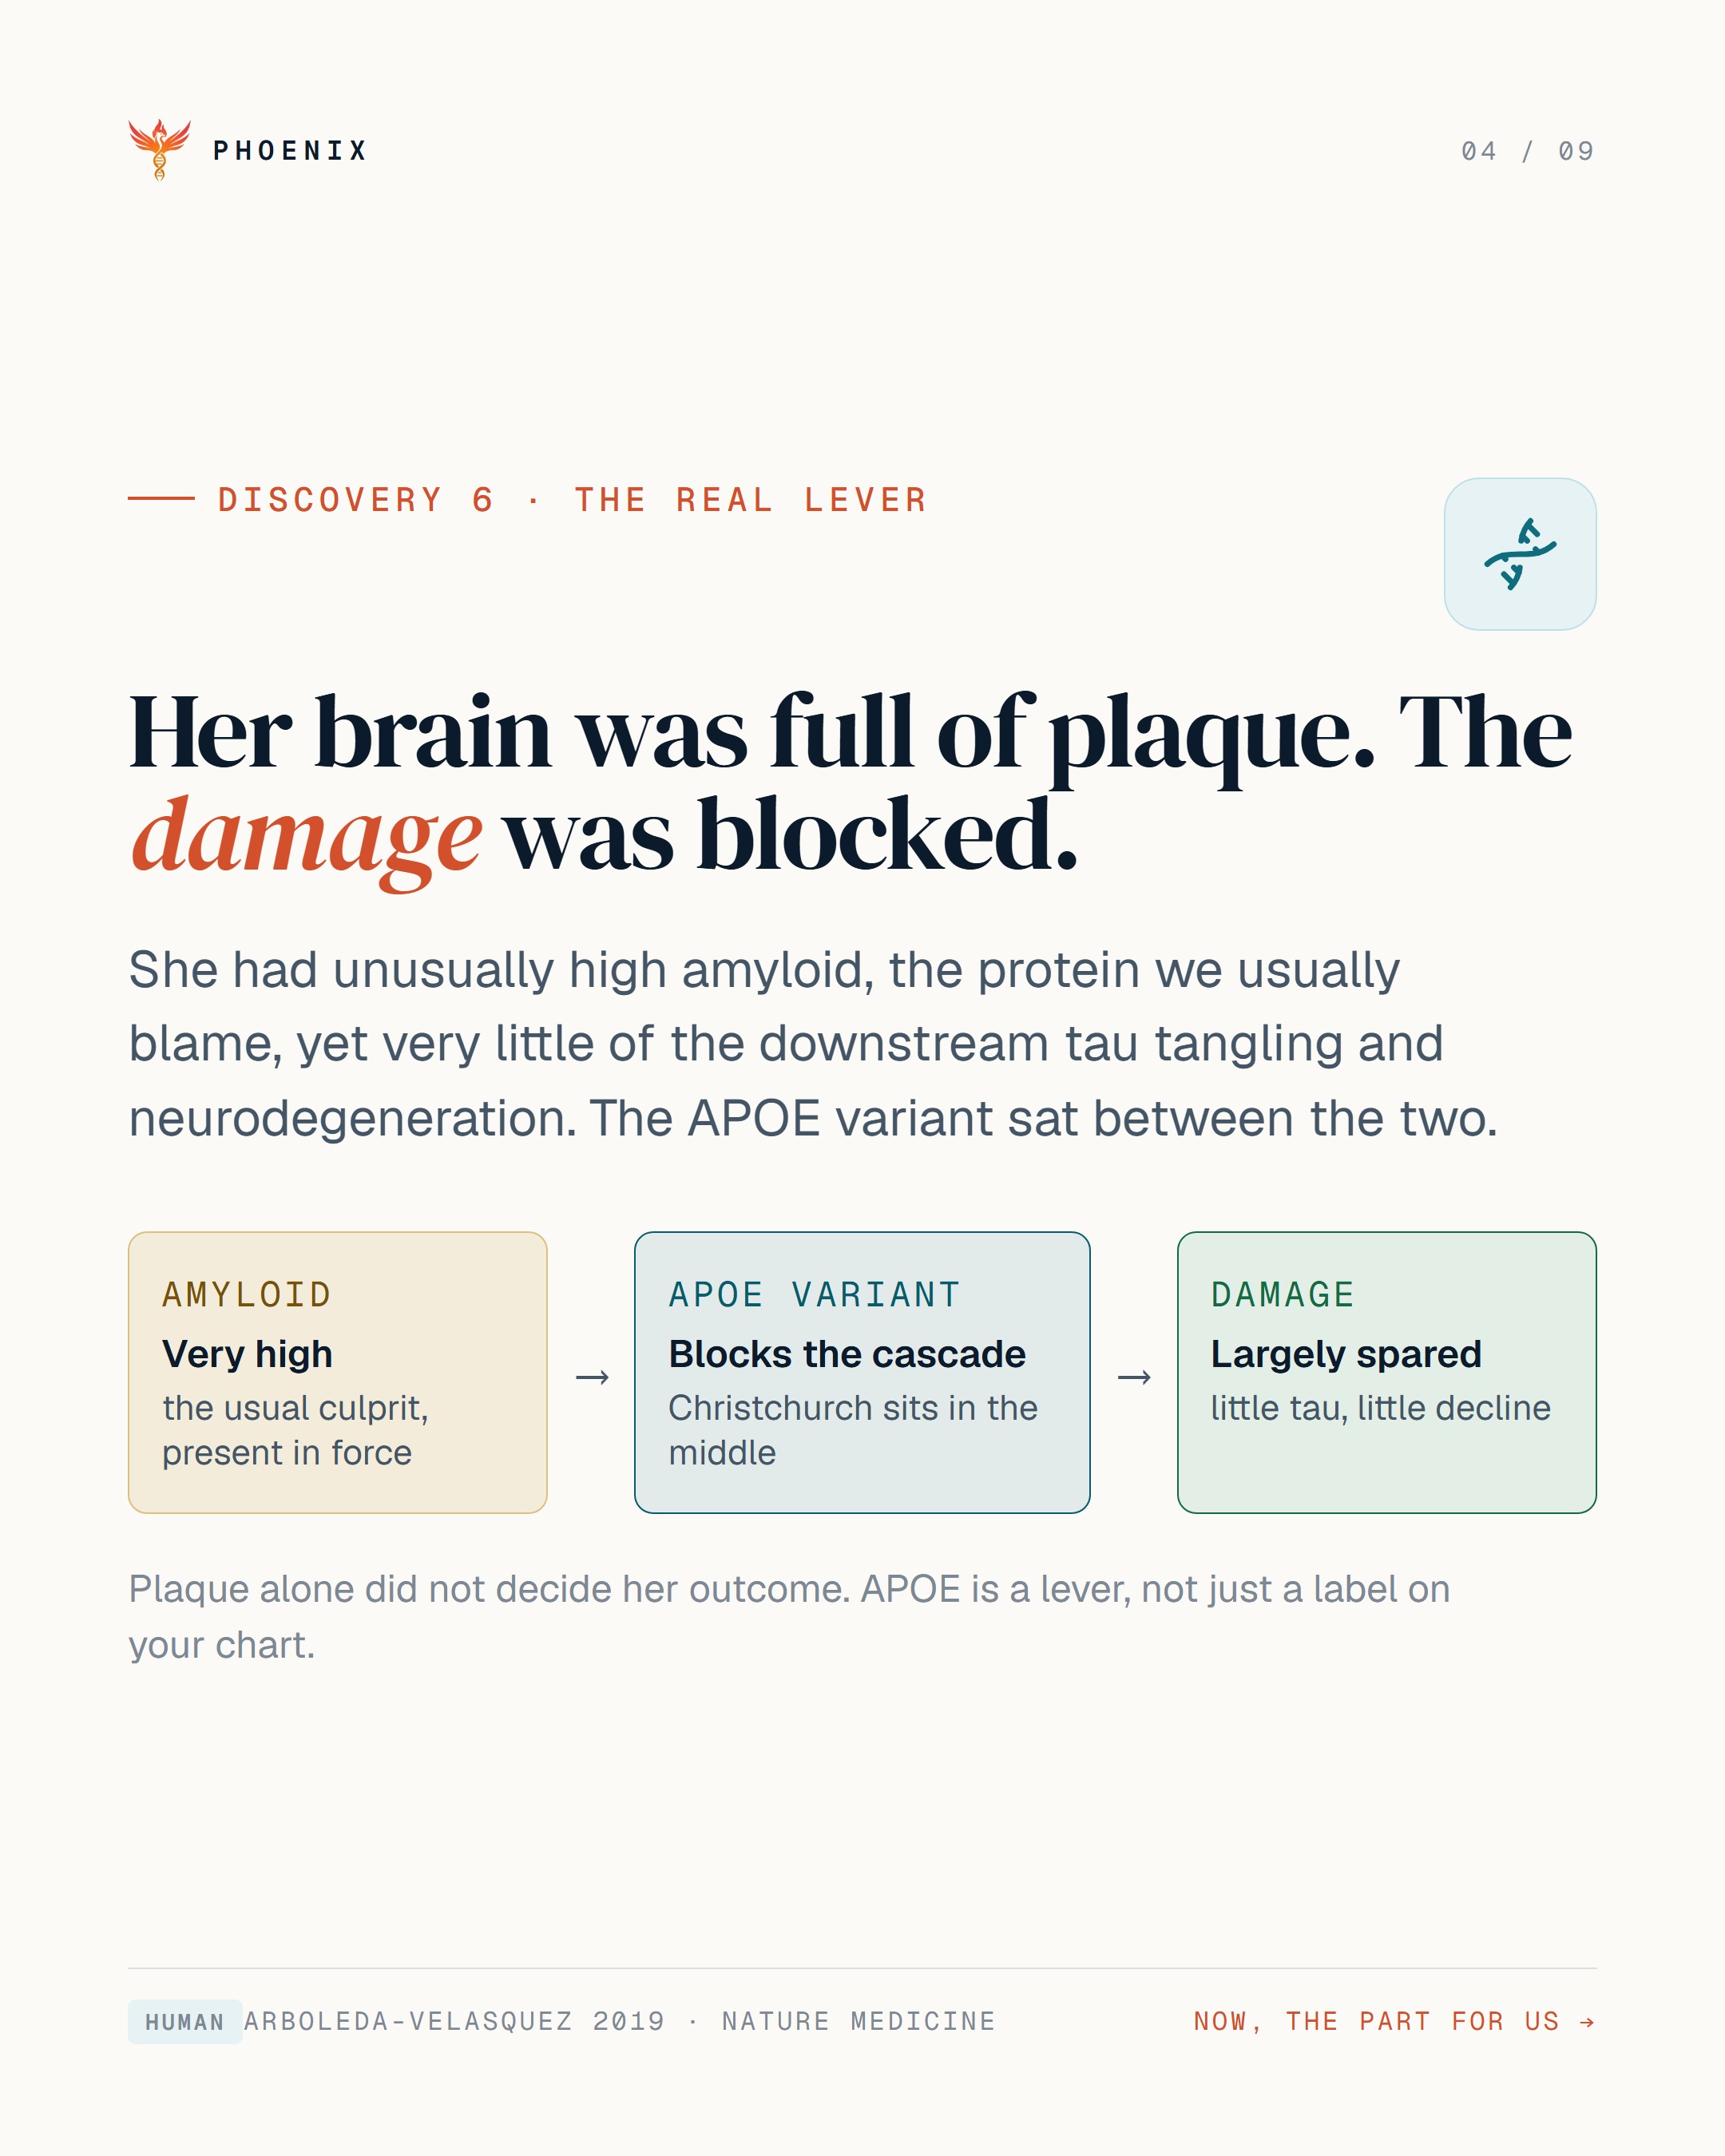 PHOENIX
04 / 09
DISCOVERY 6 · THE REAL LEVER
Her brain was full of plaque. The
damage was blocked.
She had unusually high amyloid, the protein we usually
blame, yet very little of the downstream tau tangling and
neurodegeneration. The APOE variant sat between the two.
AMYLOID
Very high
the usual culprit,
present in force
→
APOE VARIANT
Blocks the cascade
Christchurch sits in the
middle
→
DAMAGE
Largely spared
little tau, little decline
Plaque alone did not decide her outcome. APOE is a lever, not just a label on
your chart.
HUMAN ARBOLEDA-VELASQUEZ 2019 · NATURE MEDICINE
NOW, THE PART FOR US →